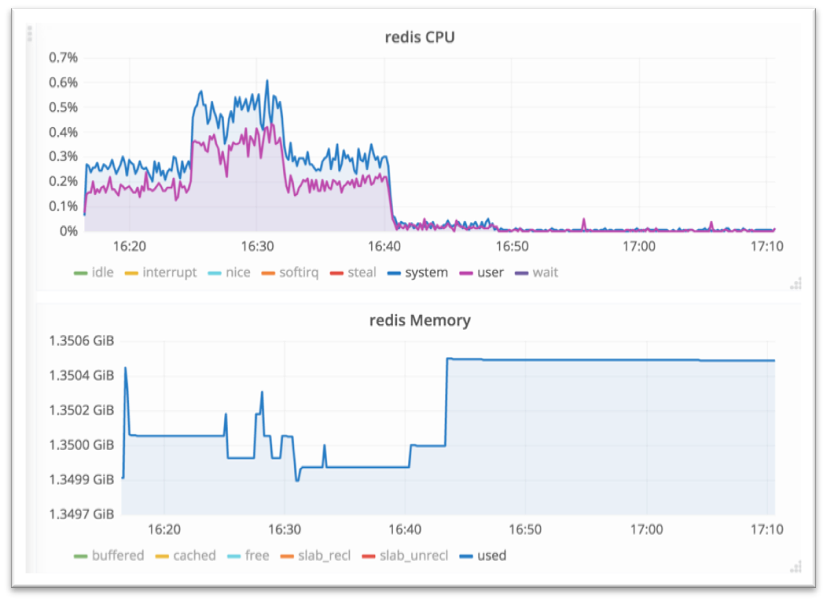 redis CPU
0.7%
0.6%
0.5%
0.4%
0.3%
0.2%
0.1%
0%
16:20 16:30 16:40 16:50 17:00 17:10
idle interrupt nice softirq steal system user wait
redis Memory
1.3506 GiB
1.3504 GiB
1.3502 GiB
1.3500 GiB
1.3499 GiB
1.3497 GiB
16:20 16:30 16:40 16:50 17:00 17:10
buffered cached free slab_recl slab_unrecl used